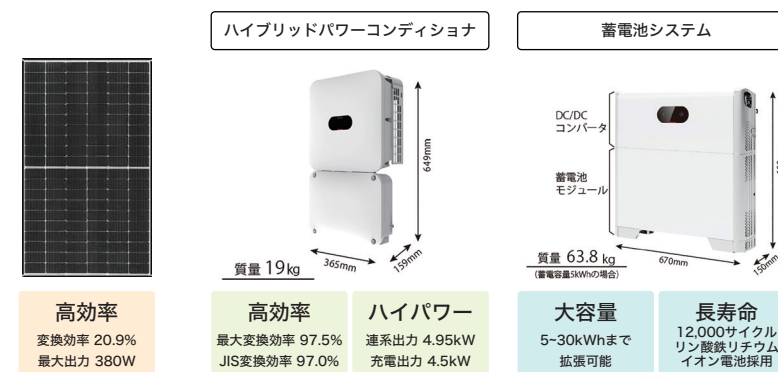 ハイブリッドパワーコンディショナ
蓄電池システム
DC/DC
コンバータ
蓄電池
モジュール
649mm
365mm
159mm
質量 19kg
670mm
150mm
質量 63.8 kg
(蓄電容量5kWhの場合)
高効率
変換効率 20.9%
最大出力 380W
高効率
最大変換効率 97.5%
JIS変換効率 97.0%
ハイパワー
連系出力 4.95kW
充電出力 4.5kW
大容量
5~30kWhまで
拡張可能
長寿命
12,000サイクル
リン酸鉄リチウム
イオン電池採用